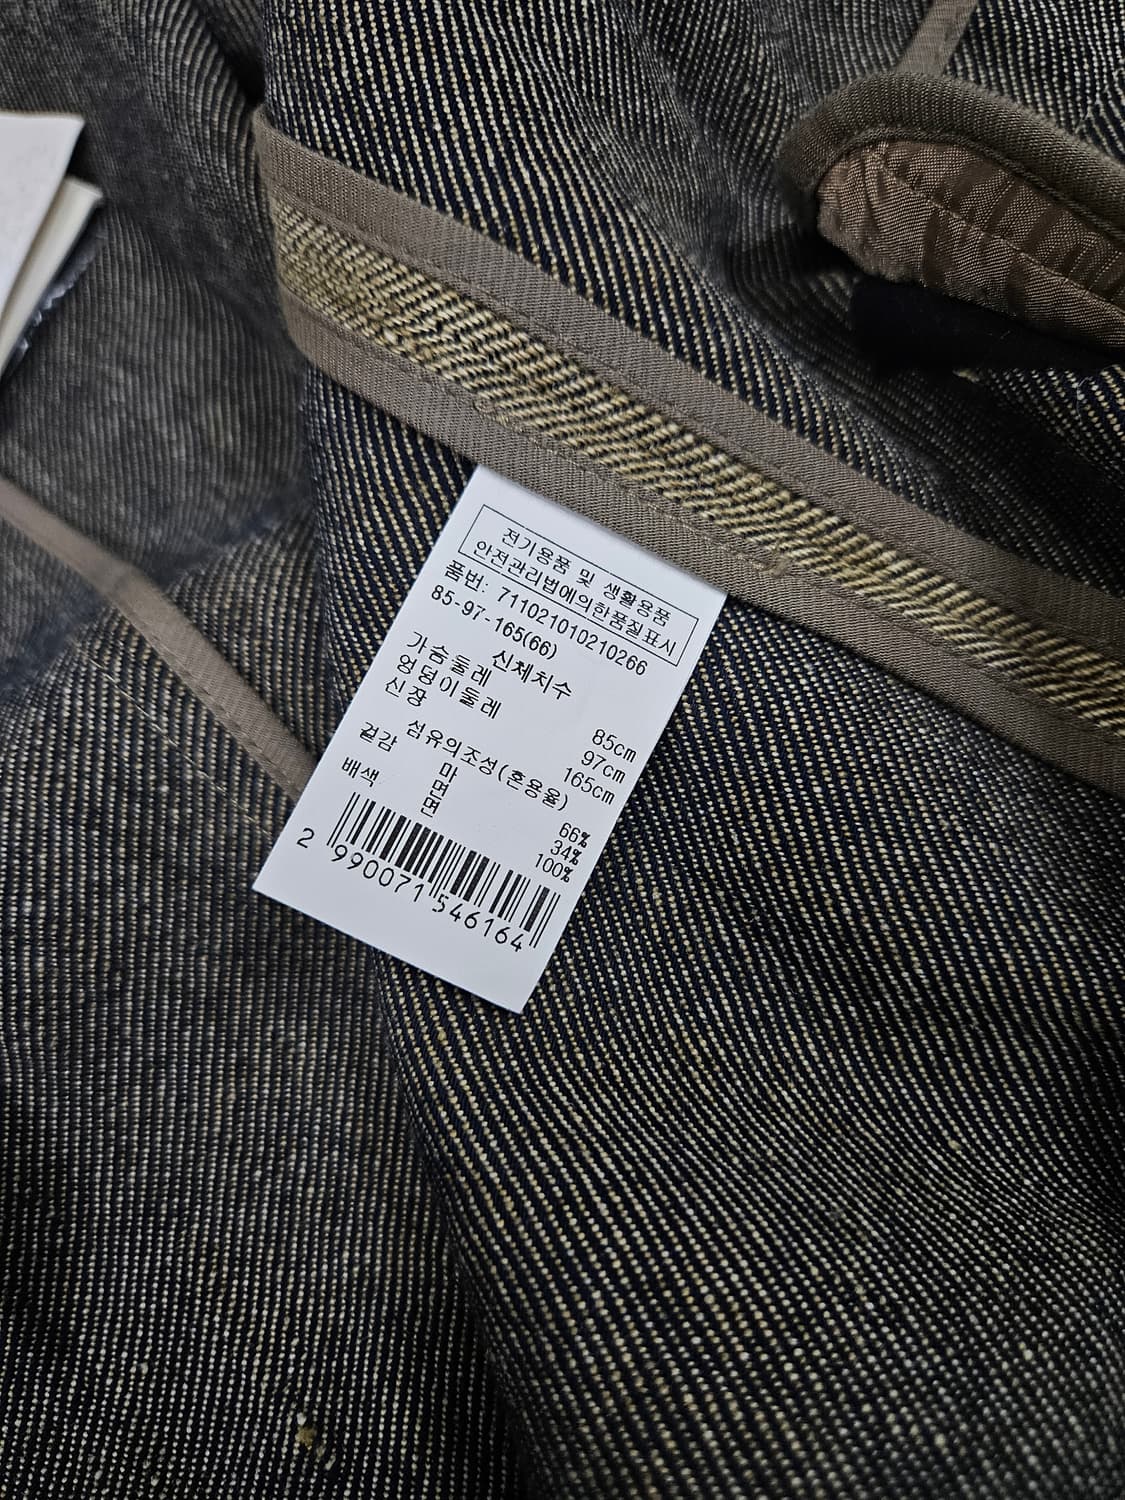 전기용품 및 생활용품
안전관리법에의한품질표시
품번: 711021010210266
85-97-165(66)
신체치수
가슴둘레 85cm
엉덩이둘레 97cm
신장 165cm
섬유의조성(혼용율)
겉감 마 66%
면 34%
배색 면 100%
2 990071 546164